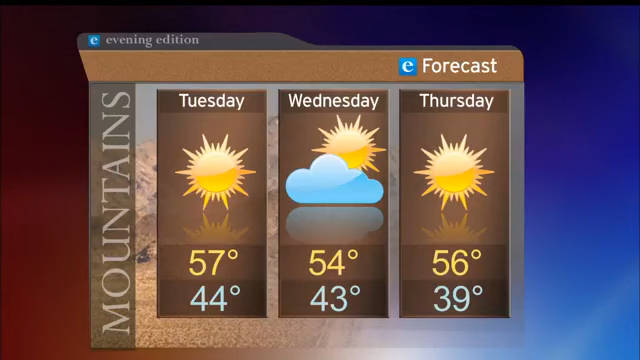 e evening edition
e Forecast
MOUNTAINS
Tuesday
57°
44°
Wednesday
54°
43°
Thursday
56°
39°